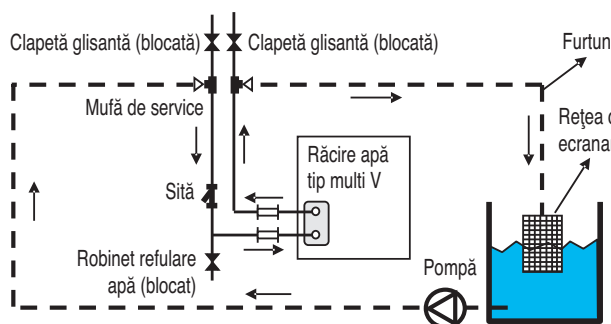 Clapetă glisantă (blocată)
Clapetă glisantă (blocată)
Furtun
Mufă de service
Reţea
ecrana
Răcire apă
tip multi V
Sită
Robinet refulare
apă (blocat)
Pompă